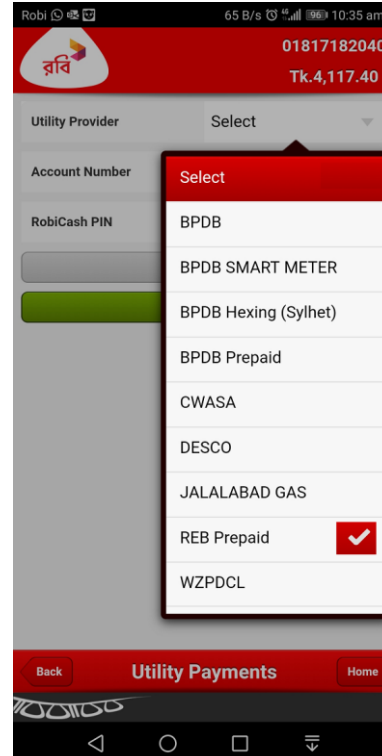 Robi 65 B/s 4G 96 10:35 am
রবি
01817182040
Tk.4,117.40
Utility Provider Select
Account Number
RobiCash PIN
Select
BPDB
BPDB SMART METER
BPDB Hexing (Sylhet)
BPDB Prepaid
CWASA
DESCO
JALALABAD GAS
REB Prepaid
WZPDCL
Back Utility Payments Home